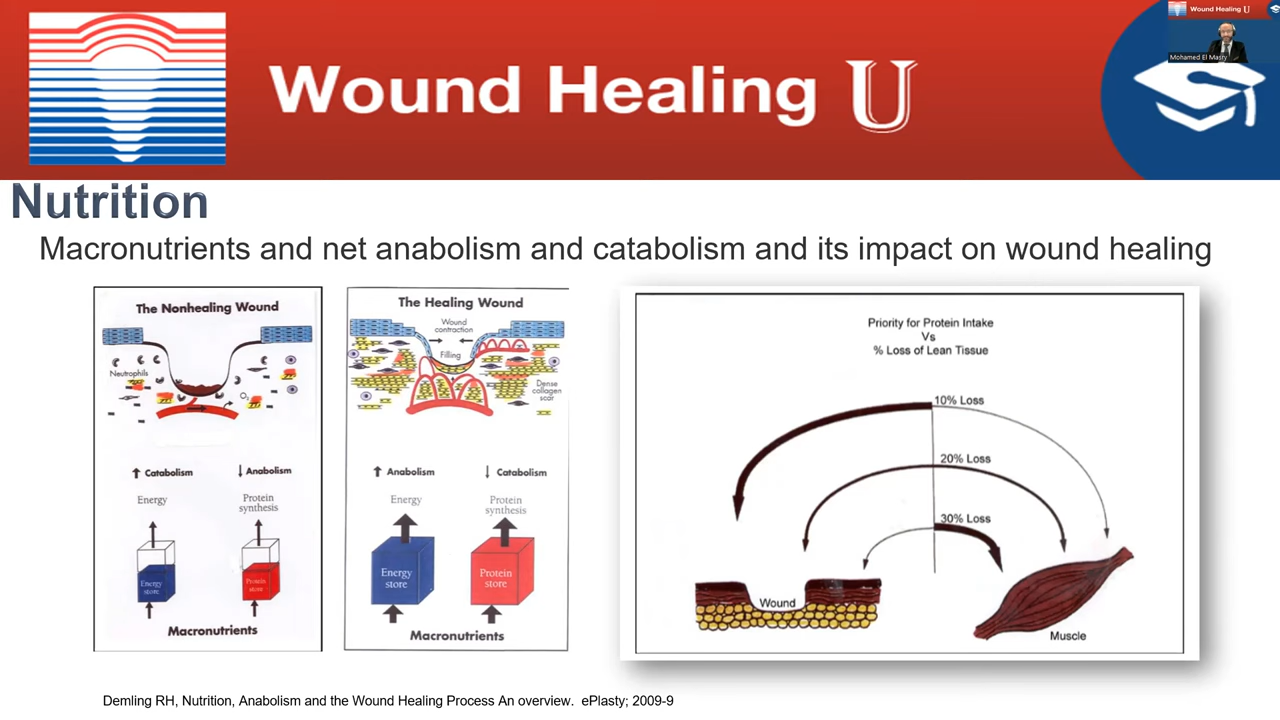 Wound Healing U
Wound Healing U
Mohamed El Masry
Nutrition
Macronutrients and net anabolism and catabolism and its impact on wound healing
The Nonhealing Wound
Neutrophils
O₂
↑ Catabolism
↓ Anabolism
Energy
Protein
synthesis
Energy
store
Protein
store
Macronutrients
The Healing Wound
Wound
contraction
Filling
Dense
collagen
scar
↑ Anabolism
↓ Catabolism
Energy
Protein
synthesis
Energy
store
Protein
store
Macronutrients
Priority for Protein Intake
Vs
% Loss of Lean Tissue
10% Loss
20% Loss
30% Loss
Wound
Muscle
Demling RH, Nutrition, Anabolism and the Wound Healing Process An overview. ePlasty; 2009-9